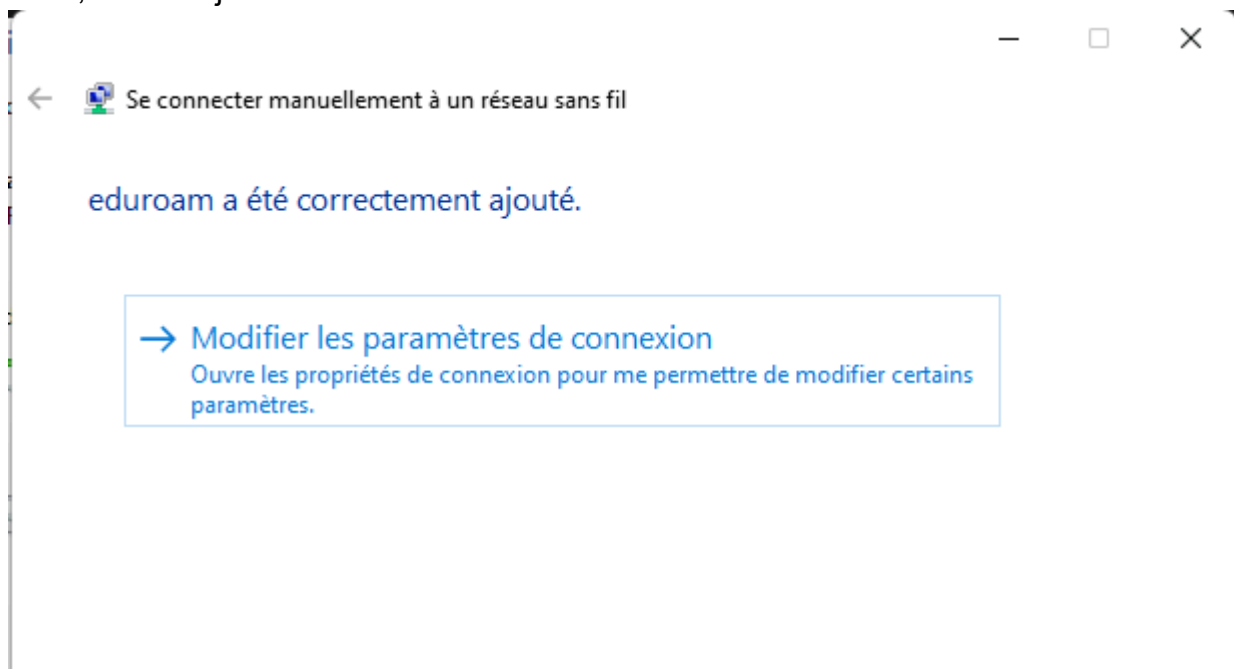 Se connecter manuellement à un réseau sans fil
eduroam a été correctement ajouté.
Modifier les paramètres de connexion
Ouvre les propriétés de connexion pour me permettre de modifier certains
paramètres.